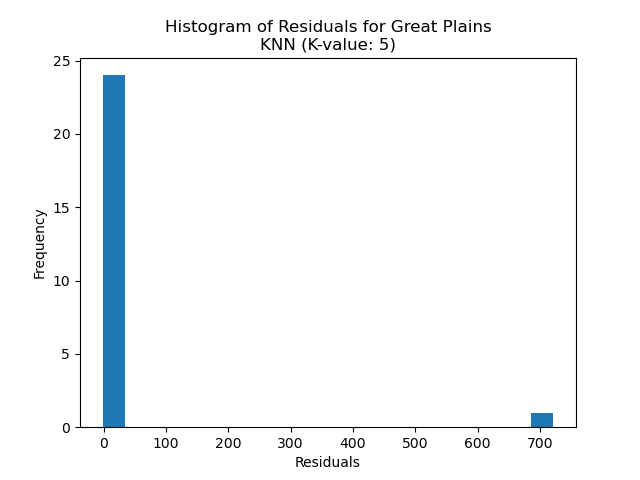 Histogram of Residuals for Great Plains
KNN (K-value: 5)
25
20
15
10
5
0
Frequency
0 100 200 300 400 500 600 700
Residuals